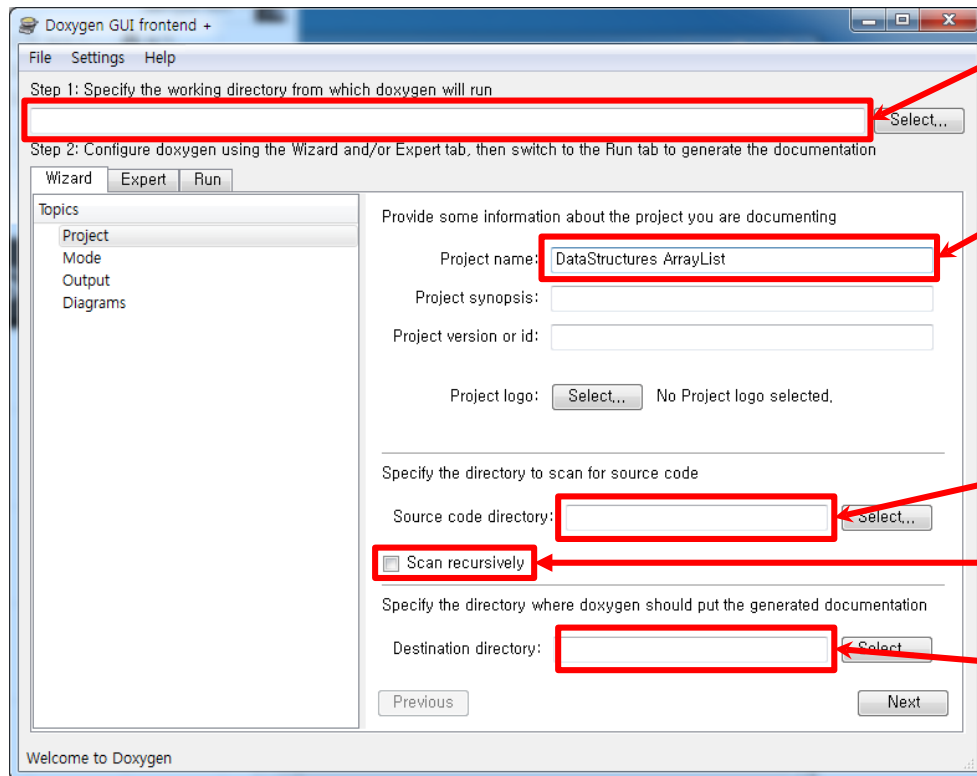 Doxygen GUI frontend +
File Settings Help
Step 1: Specify the working directory from which doxygen will run
Select...
Step 2: Configure doxygen using the Wizard and/or Expert tab, then switch to the Run tab to generate the documentation
Wizard Expert Run
Topics
Project
Mode
Output
Diagrams
Provide some information about the project you are documenting
Project name: DataStructures ArrayList
Project synopsis:
Project version or id:
Project logo: Select... No Project logo selected.
Specify the directory to scan for source code
Source code directory: Select...
Scan recursively
Specify the directory where doxygen should put the generated documentation
Destination directory: Select...
Previous Next
Welcome to Doxygen